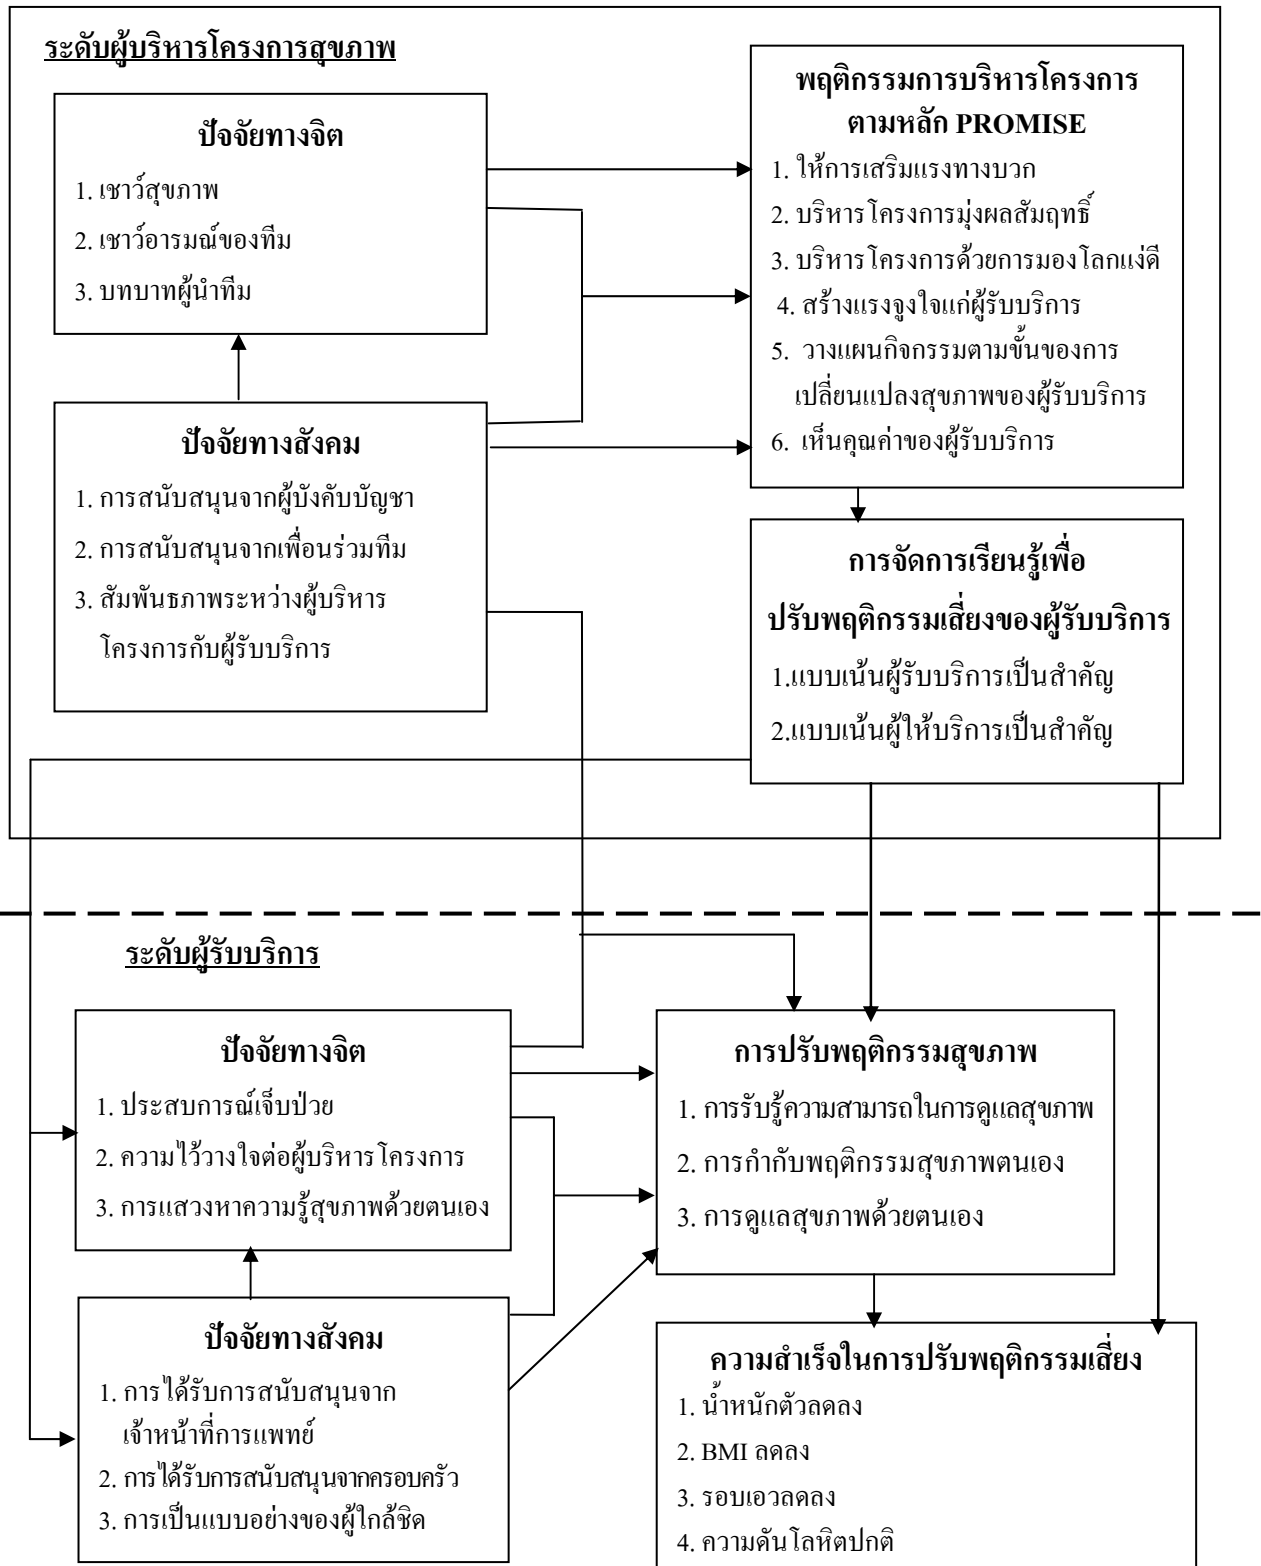 ระดับผู้บริหารโครงการสุขภาพ
ปัจจัยทางจิต
1. เชาว์สุขภาพ
2. เชาว์อารมณ์ของทีม
3. บทบาทผู้นำทีม
ปัจจัยทางสังคม
1. การสนับสนุนจากผู้บังคับบัญชา
2. การสนับสนุนจากเพื่อนร่วมทีม
3. สัมพันธภาพระหว่างผู้บริหาร
โครงการกับผู้รับบริการ
พฤติกรรมการบริหารโครงการ
ตามหลัก PROMISE
1. ให้การเสริมแรงทางบวก
2. บริหารโครงการมุ่งผลสัมฤทธิ์
3. บริหารโครงการด้วยการมองโลกแง่ดี
4. สร้างแรงจูงใจแก่ผู้รับบริการ
5. วางแผนกิจกรรมตามขั้นของการ
เปลี่ยนแปลงสุขภาพของผู้รับบริการ
6. เห็นคุณค่าของผู้รับบริการ
การจัดการเรียนรู้เพื่อ
ปรับพฤติกรรมเสี่ยงของผู้รับบริการ
1.แบบเน้นผู้รับบริการเป็นสำคัญ
2.แบบเน้นผู้ให้บริการเป็นสำคัญ
ระดับผู้รับบริการ
ปัจจัยทางจิต
1. ประสบการณ์เจ็บป่วย
2. ความไว้วางใจต่อผู้บริหารโครงการ
3. การแสวงหาความรู้สุขภาพด้วยตนเอง
ปัจจัยทางสังคม
1. การได้รับการสนับสนุนจาก
เจ้าหน้าที่การแพทย์
2. การได้รับการสนับสนุนจากครอบครัว
3. การเป็นแบบอย่างของผู้ใกล้ชิด
การปรับพฤติกรรมสุขภาพ
1. การรับรู้ความสามารถในการดูแลสุขภาพ
2. การกำกับพฤติกรรมสุขภาพตนเอง
3. การดูแลสุขภาพด้วยตนเอง
ความสำเร็จในการปรับพฤติกรรมเสี่ยง
1. น้ำหนักตัวลดลง
2. BMI ลดลง
3. รอบเอวลดลง
4. ความดันโลหิตปกติ